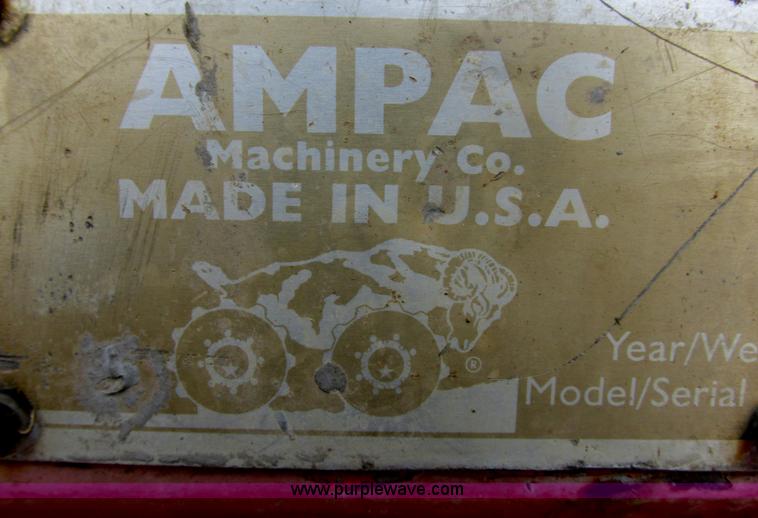 AMPAC
Machinery Co.
MADE IN U.S.A.
®
Year/We
Model/Serial
www.purplewave.com